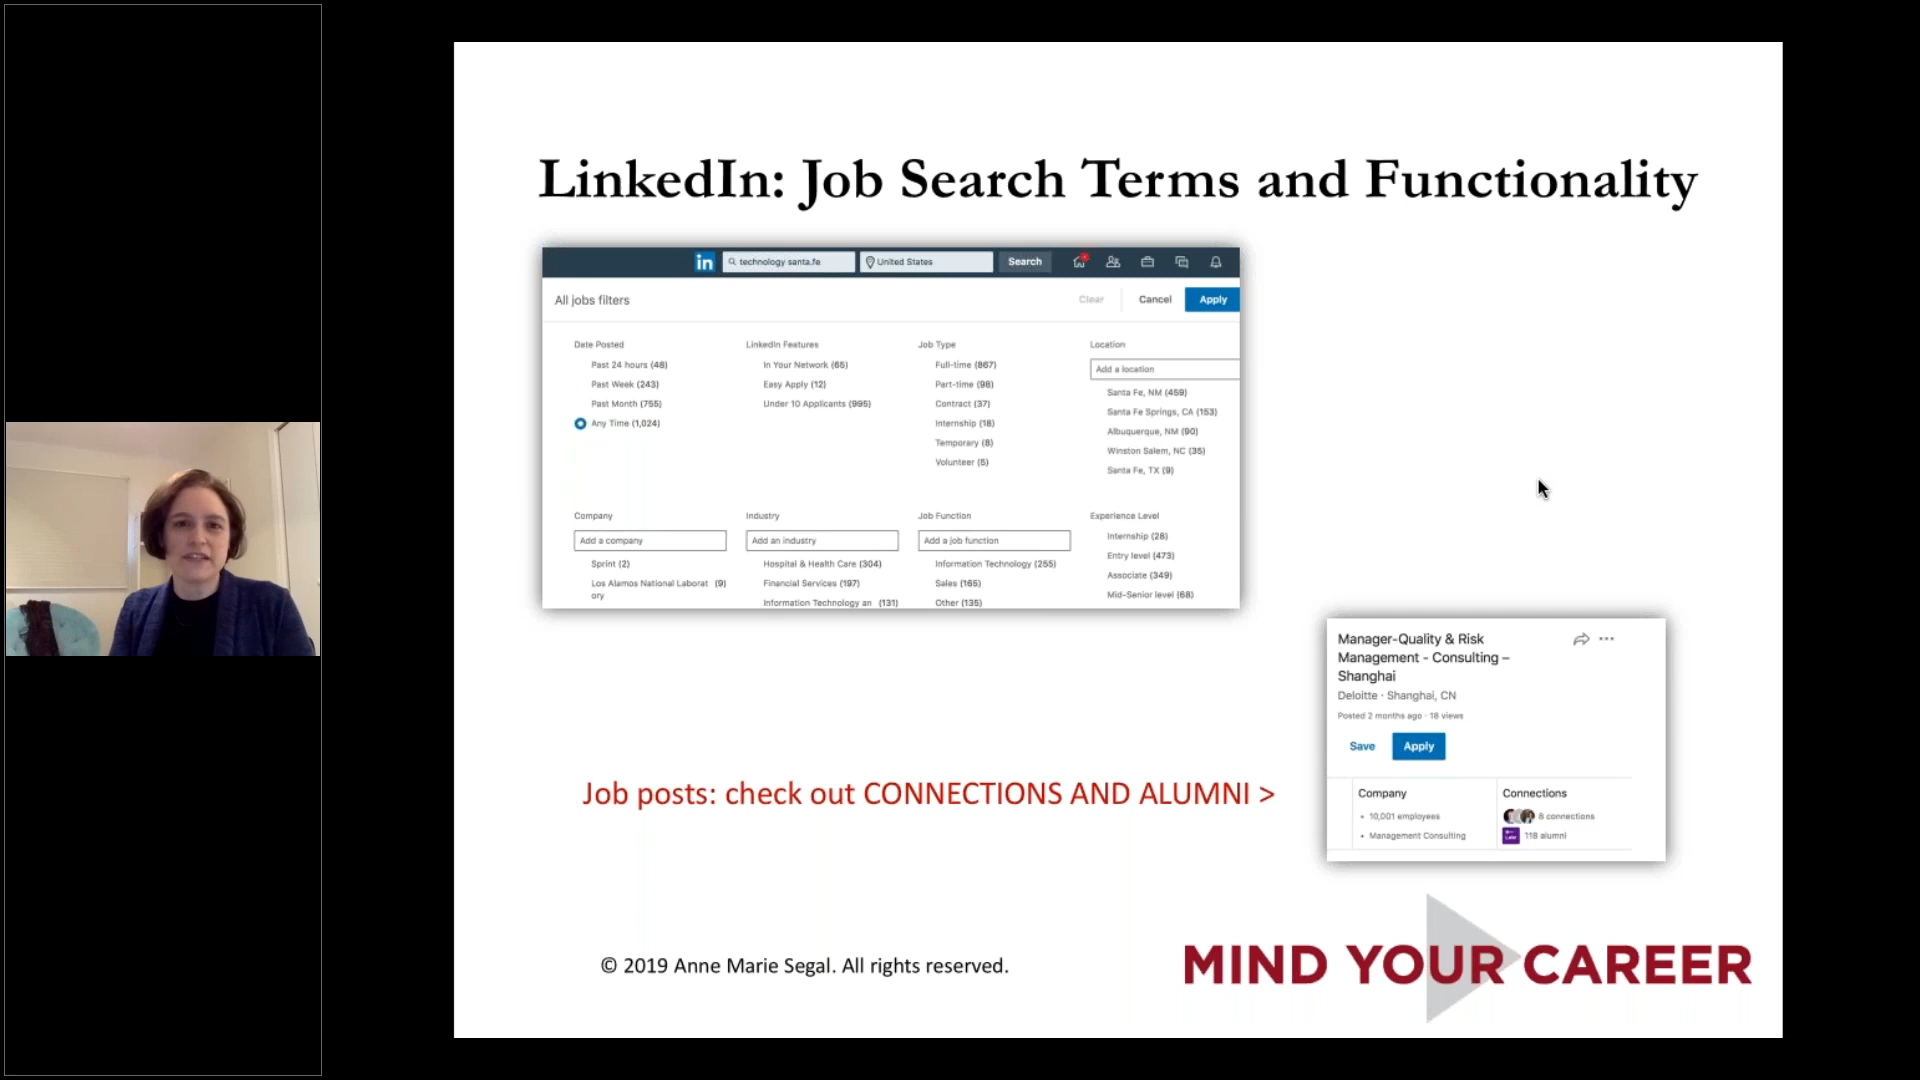 LinkedIn: Job Search Terms and Functionality
in technology santa.fe United States Search
All jobs filters Clear Cancel Apply
Date Posted
Past 24 hours (48)
Past Week (243)
Past Month (755)
Any Time (1,024)
LinkedIn Features
In Your Network (65)
Easy Apply (12)
Under 10 Applicants (995)
Job Type
Full-time (867)
Part-time (98)
Contract (37)
Internship (18)
Temporary (8)
Volunteer (5)
Location
Add a location
Santa Fe, NM (459)
Santa Fe Springs, CA (153)
Albuquerque, NM (90)
Winston Salem, NC (35)
Santa Fe, TX (9)
Company
Add a company
Sprint (2)
Los Alamos National Laborat (9)
ory
Industry
Add an industry
Hospital & Health Care (304)
Financial Services (197)
Information Technology an (131)
Job Function
Add a job function
Information Technology (255)
Sales (165)
Other (135)
Experience Level
Internship (28)
Entry level (473)
Associate (349)
Mid-Senior level (68)
Manager-Quality & Risk
Management - Consulting –
Shanghai
Deloitte · Shanghai, CN
Posted 2 months ago · 18 views
Save Apply
Company
• 10,001 employees
• Management Consulting
Connections
8 connections
118 alumni
Job posts: check out CONNECTIONS AND ALUMNI >
© 2019 Anne Marie Segal. All rights reserved.
MIND YOUR CAREER